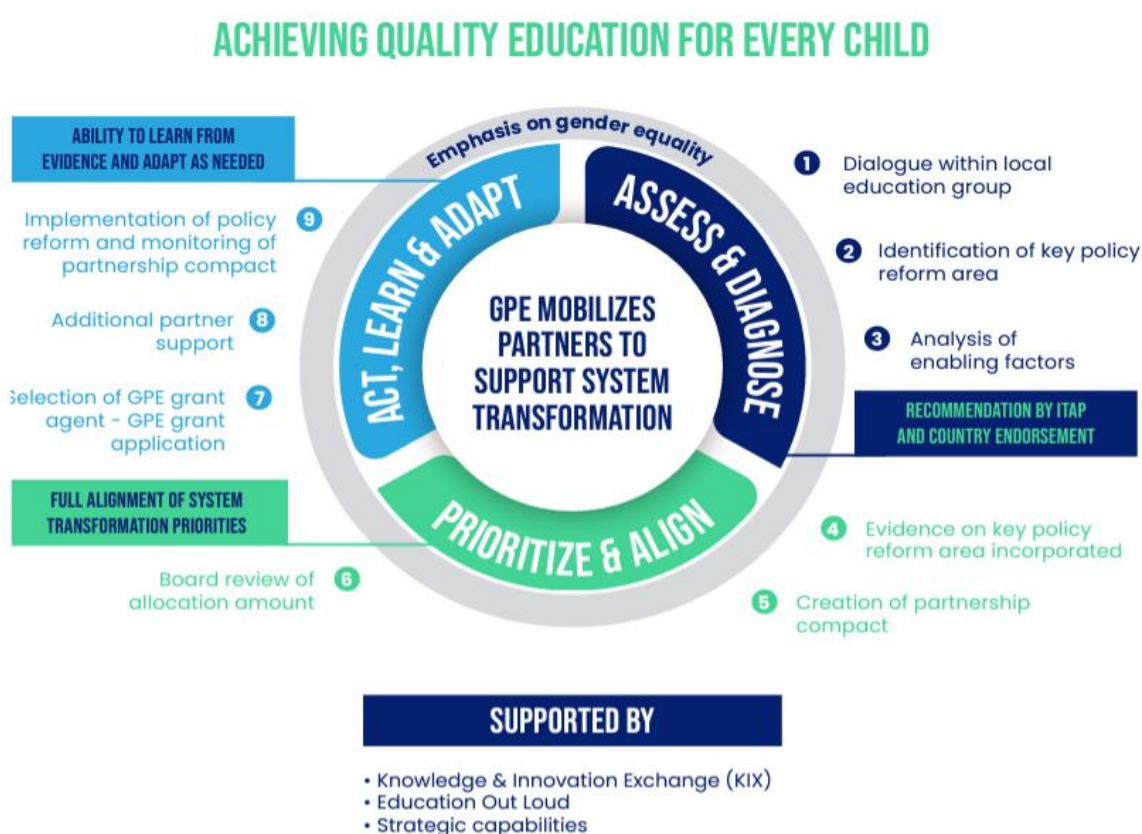 ACHIEVING QUALITY EDUCATION FOR EVERY CHILD
Emphasis on gender equality
ASSESS & DIAGNOSE
PRIORITIZE & ALIGN
ACT, LEARN & ADAPT
GPE MOBILIZES
PARTNERS TO
SUPPORT SYSTEM
TRANSFORMATION
1 Dialogue within local
education group
2 Identification of key policy
reform area
3 Analysis of
enabling factors
RECOMMENDATION BY ITAP
AND COUNTRY ENDORSEMENT
4 Evidence on key policy
reform area incorporated
5 Creation of partnership
compact
Board review of 6
allocation amount
FULL ALIGNMENT OF SYSTEM
TRANSFORMATION PRIORITIES
Selection of GPE grant 7
agent - GPE grant
application
Additional partner 8
support
Implementation of policy 9
reform and monitoring of
partnership compact
ABILITY TO LEARN FROM
EVIDENCE AND ADAPT AS NEEDED
SUPPORTED BY
• Knowledge & Innovation Exchange (KIX)
• Education Out Loud
• Strategic capabilities